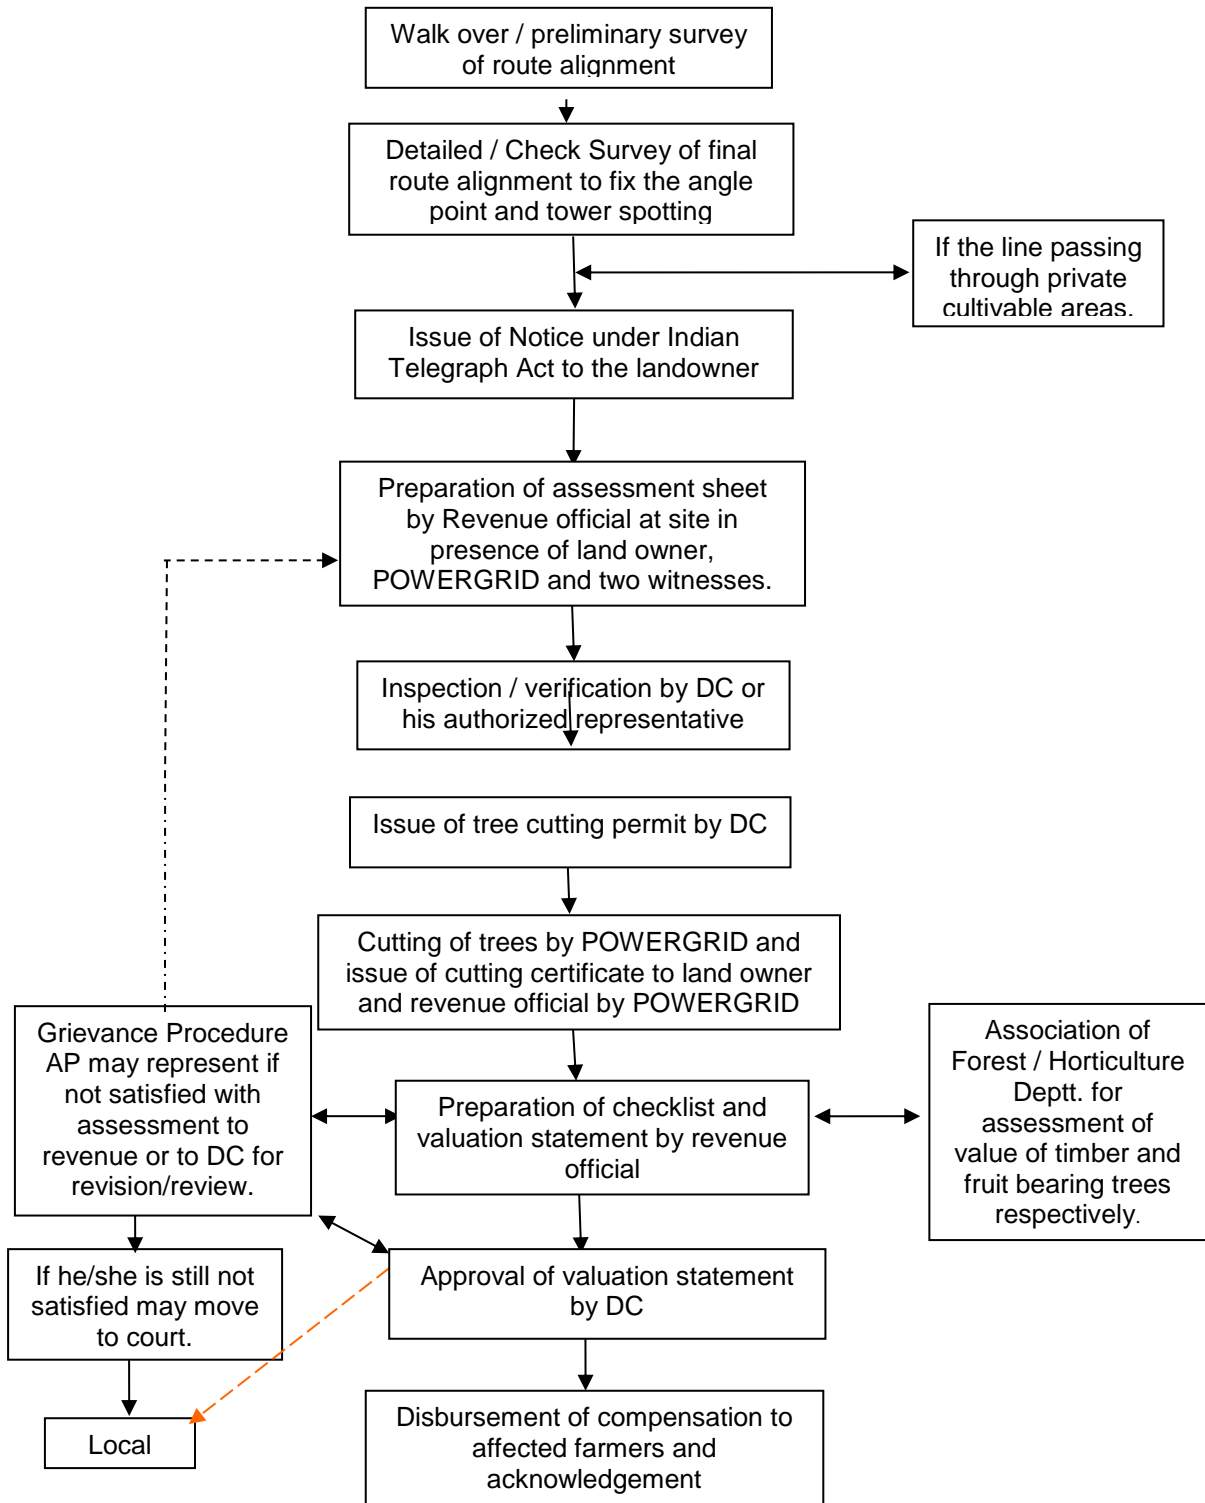 Walk over / preliminary survey
of route alignment
Detailed / Check Survey of final
route alignment to fix the angle
point and tower spotting
If the line passing
through private
cultivable areas.
Issue of Notice under Indian
Telegraph Act to the landowner
Preparation of assessment sheet
by Revenue official at site in
presence of land owner,
POWERGRID and two witnesses.
Inspection / verification by DC or
his authorized representative
Issue of tree cutting permit by DC
Cutting of trees by POWERGRID and
issue of cutting certificate to land owner
and revenue official by POWERGRID
Grievance Procedure
AP may represent if
not satisfied with
assessment to
revenue or to DC for
revision/review.
Preparation of checklist and
valuation statement by revenue
official
Association of
Forest / Horticulture
Deptt. for
assessment of
value of timber and
fruit bearing trees
respectively.
If he/she is still not
satisfied may move
to court.
Approval of valuation statement
by DC
Local
Disbursement of compensation to
affected farmers and
acknowledgement